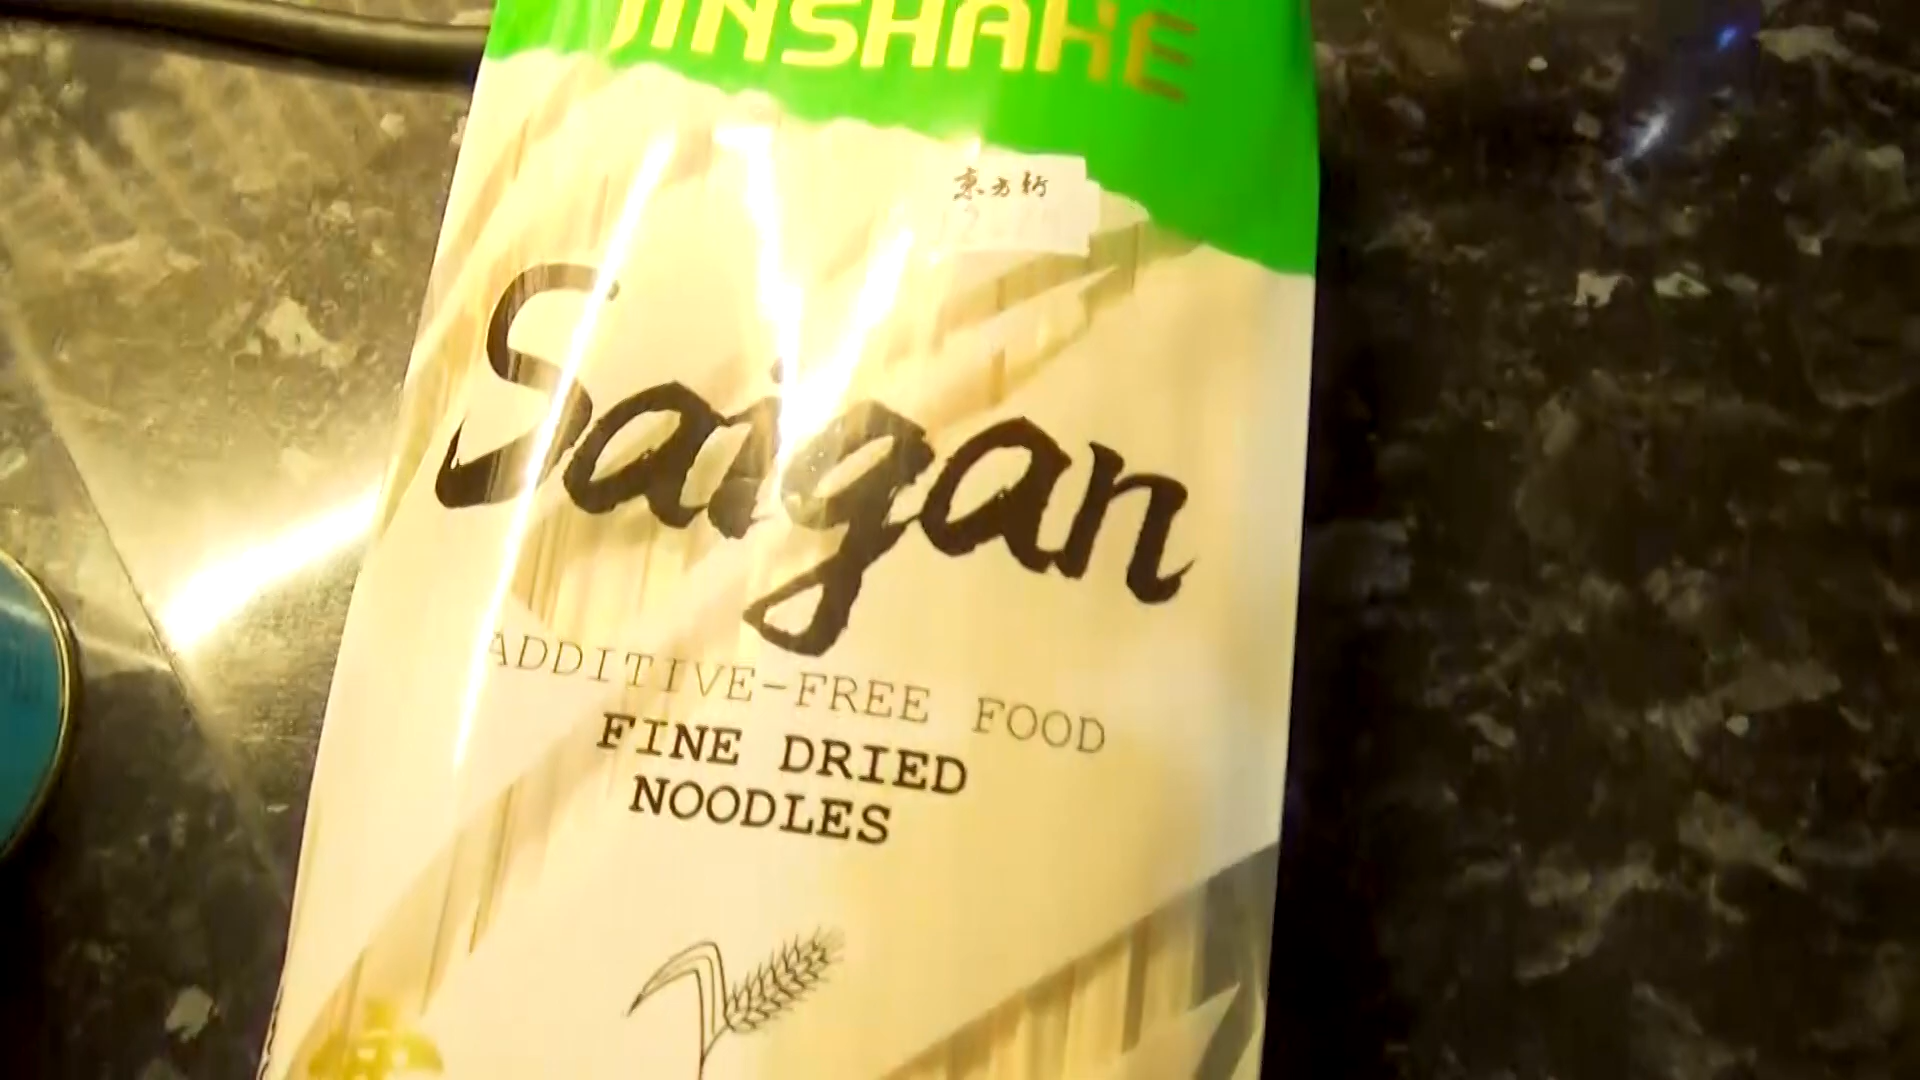 JINSHAHE
东方行
Saigan
ADDITIVE-FREE FOOD
FINE DRIED
NOODLES